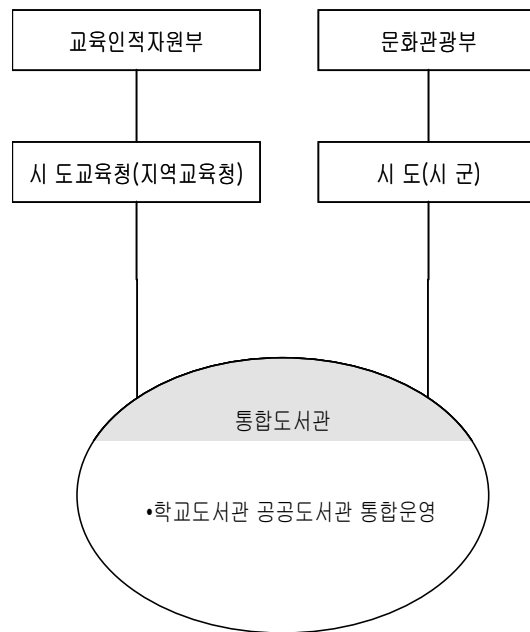 교육인적자원부
문화관광부
시 도교육청(지역교육청)
시 도(시 군)
통합도서관
•학교도서관 공공도서관 통합운영